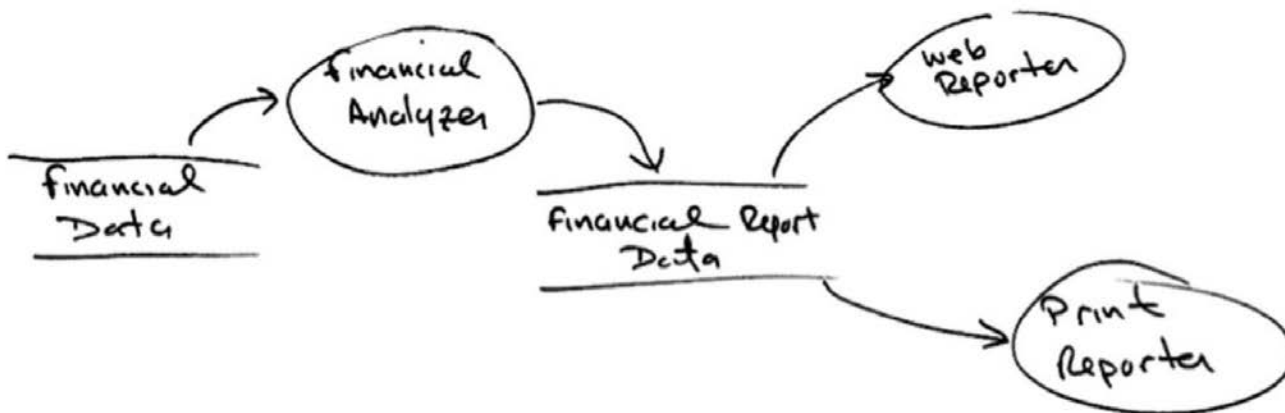 Financial
Analyzer
Web
Reporter
Financial
Data
Financial Report
Data
Print
Reporter